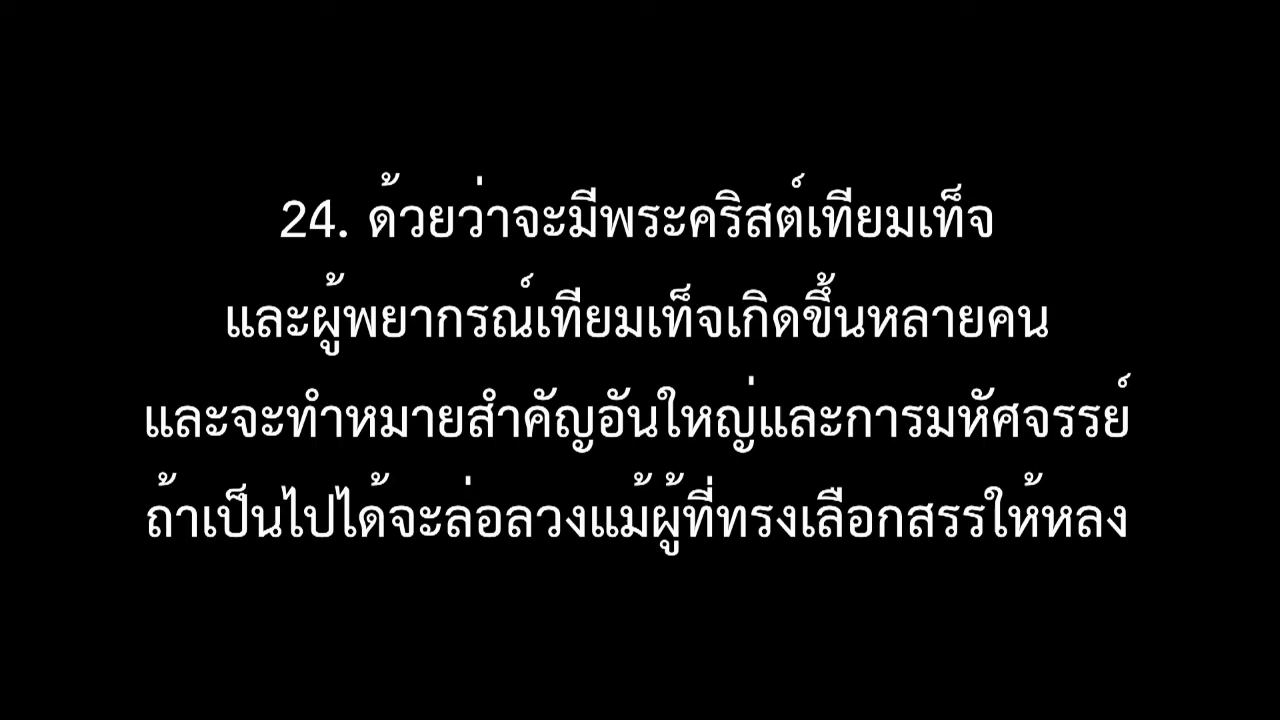 24. ด้วยว่าจะมีพระคริสต์เทียมเท็จ
และผู้พยากรณ์เทียมเท็จเกิดขึ้นหลายคน
และจะทำหมายสำคัญอันใหญ่และการมหัศจรรย์
ถ้าเป็นไปได้จะล่อลวงแม้ผู้ที่ทรงเลือกสรรให้หลง